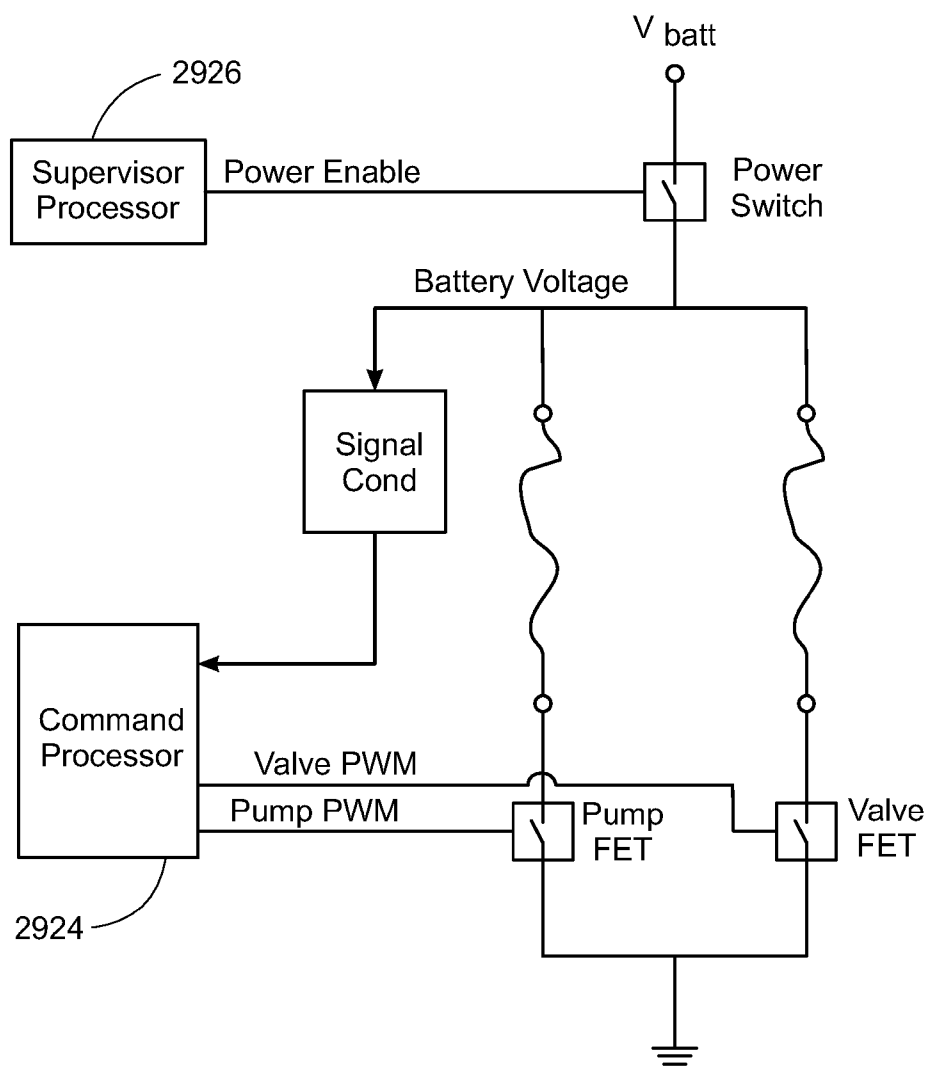 V batt
2926
Supervisor
Processor
Power Enable
Power
Switch
Battery Voltage
Signal
Cond
Command
Processor
Valve PWM
Pump PWM
Pump
FET
Valve
FET
2924